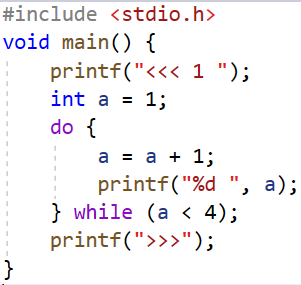 #include <stdio.h>
void main() {
    printf("<<< 1 ");
    int a = 1;
    do {
        a = a + 1;
        printf("%d ", a);
    } while (a < 4);
    printf(">>>");
}